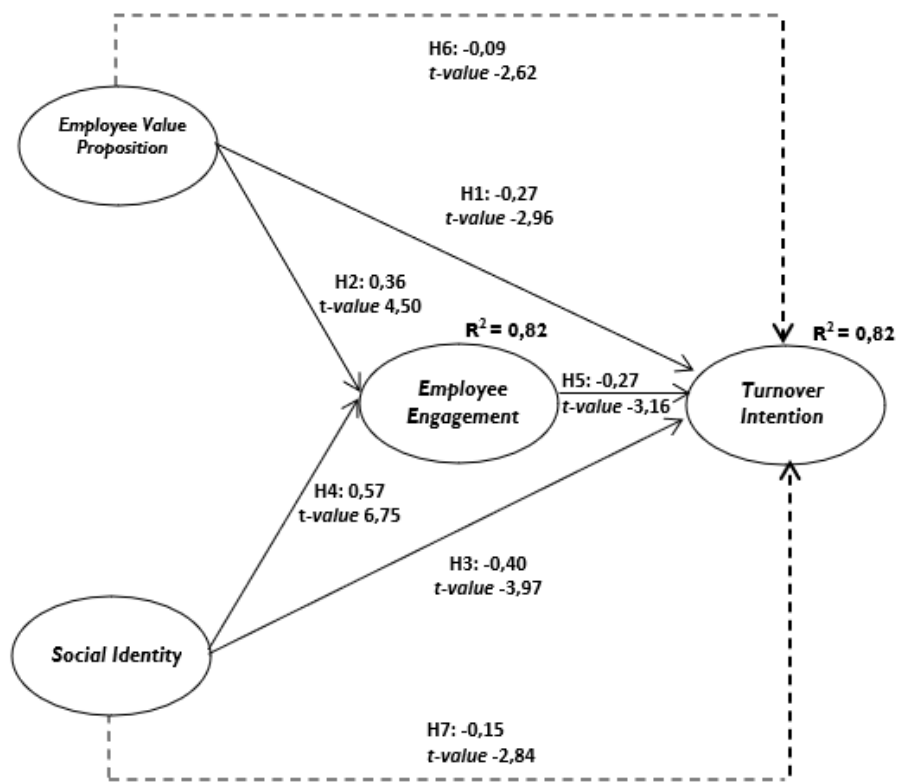 H6: -0,09
t-value -2,62
Employee Value
Proposition
H1: -0,27
t-value -2,96
H2: 0,36
t-value 4,50
R² = 0,82
R² = 0,82
Employee
Engagement
H5: -0,27
t-value -3,16
Turnover
Intention
H4: 0,57
t-value 6,75
H3: -0,40
t-value -3,97
Social Identity
H7: -0,15
t-value -2,84